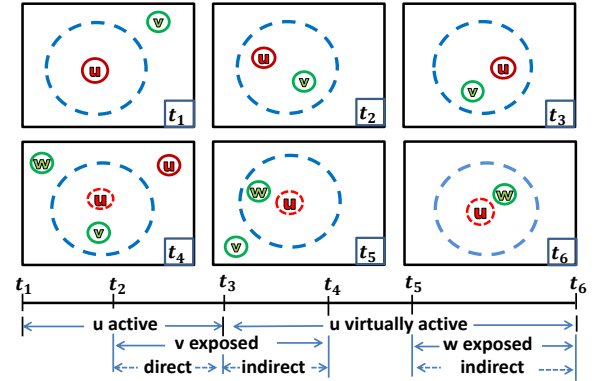 v
u
t1
u
v
t2
u
v
t3
w
u
u
v
t4
w
u
v
t5
w
u
t6
t1 t2 t3 t4 t5 t6
u active u virtually active
v exposed w exposed
direct indirect indirect